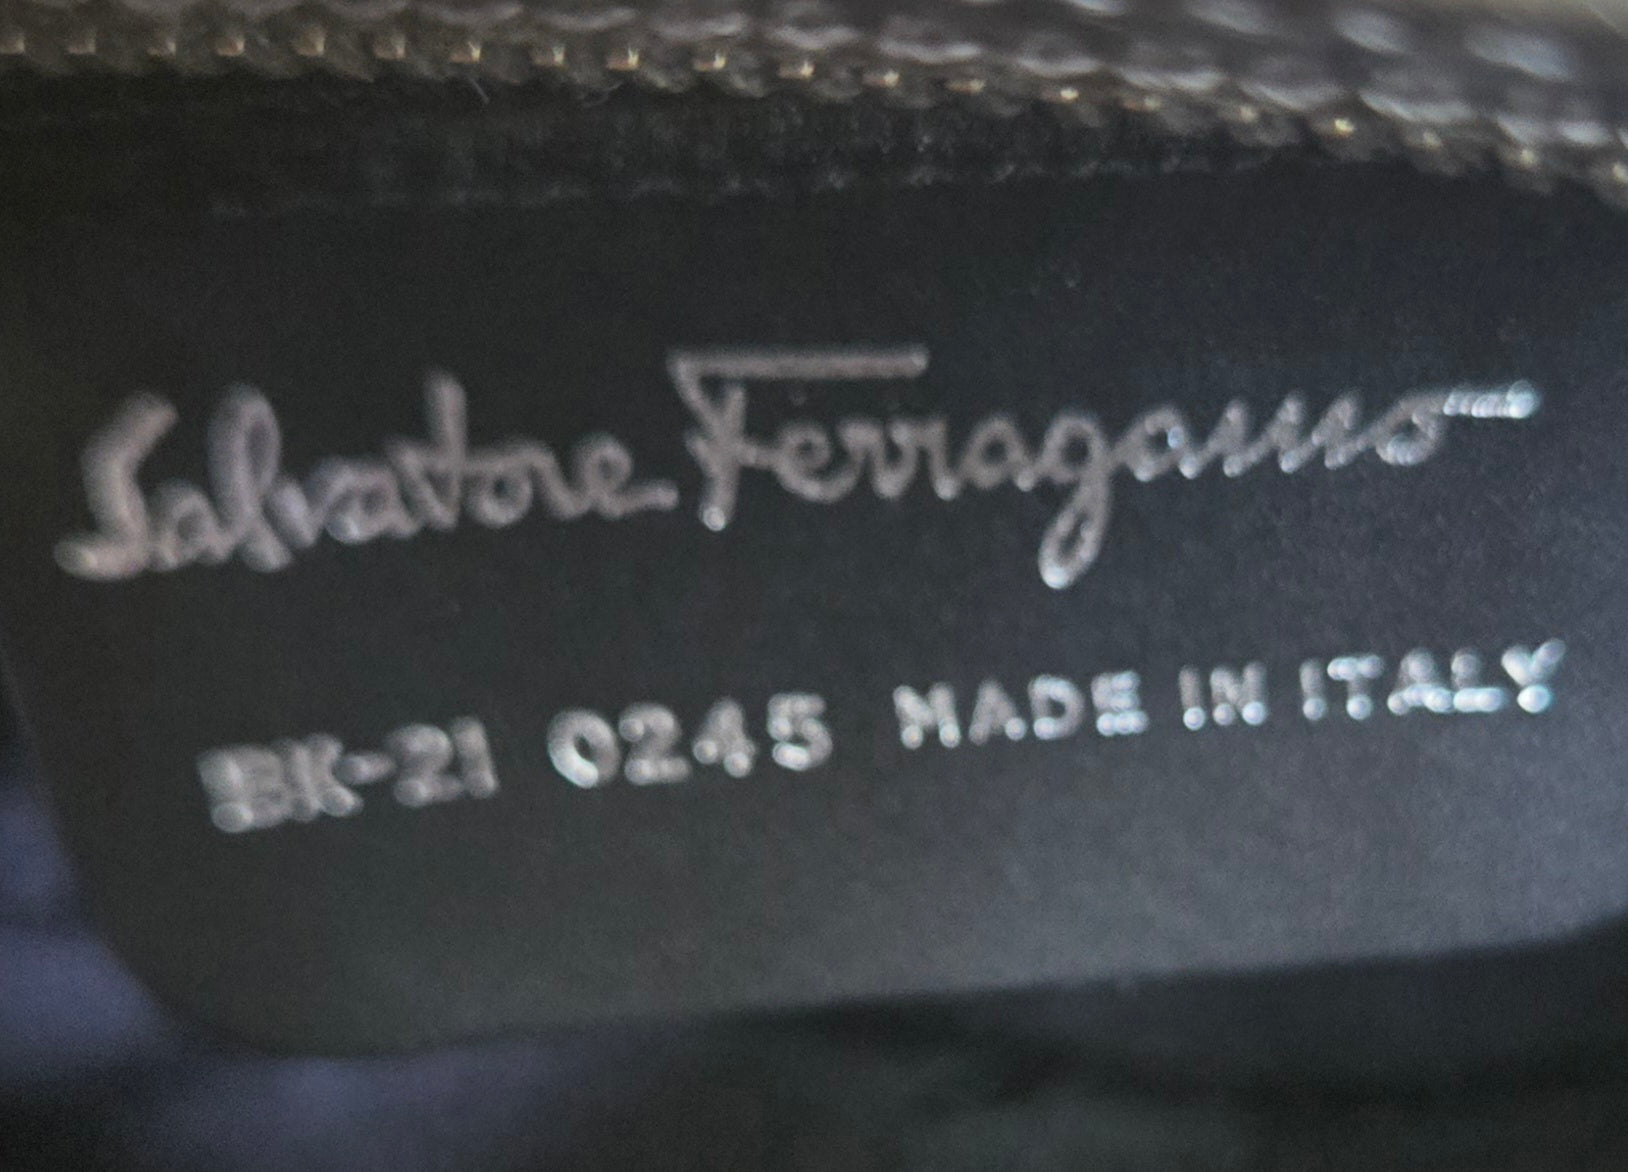 Salvatore Ferragamo
BK-21 0245 MADE IN ITALY